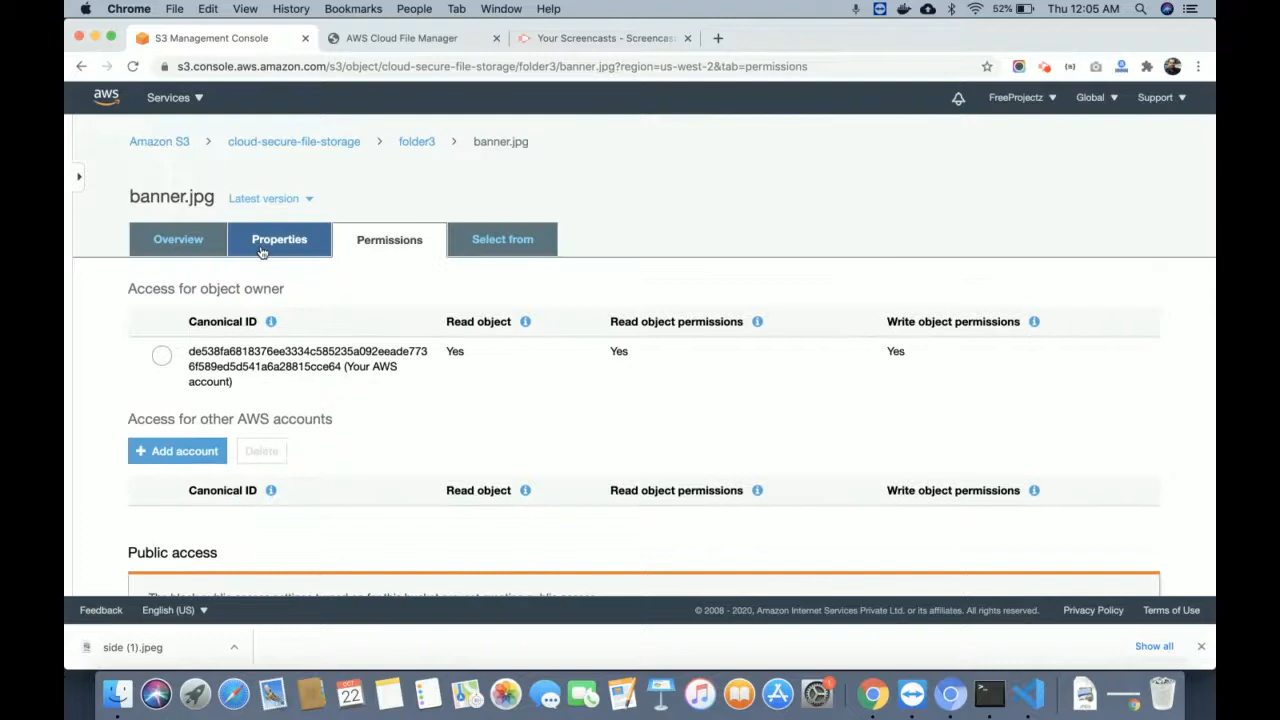 Chrome File Edit View History Bookmarks People Tab Window Help 52% Thu 12:05 AM
S3 Management Console AWS Cloud File Manager Your Screencasts - Screencas
s3.console.aws.amazon.com/s3/object/cloud-secure-file-storage/folder3/banner.jpg?region=us-west-2&tab=permissions
aws Services FreeProjectz Global Support
Amazon S3 > cloud-secure-file-storage > folder3 > banner.jpg
banner.jpg Latest version
Overview Properties Permissions Select from
Access for object owner
Canonical ID Read object Read object permissions Write object permissions
de538fa6818376ee3334c585235a092eeade773 Yes Yes Yes
6f589ed5d541a6a28815cce64 (Your AWS
account)
Access for other AWS accounts
+ Add account Delete
Canonical ID Read object Read object permissions Write object permissions
Public access
Feedback English (US) © 2008 - 2020, Amazon Internet Services Private Ltd. or its affiliates. All rights reserved. Privacy Policy Terms of Use
side (1).jpeg Show all
OCT
22
1